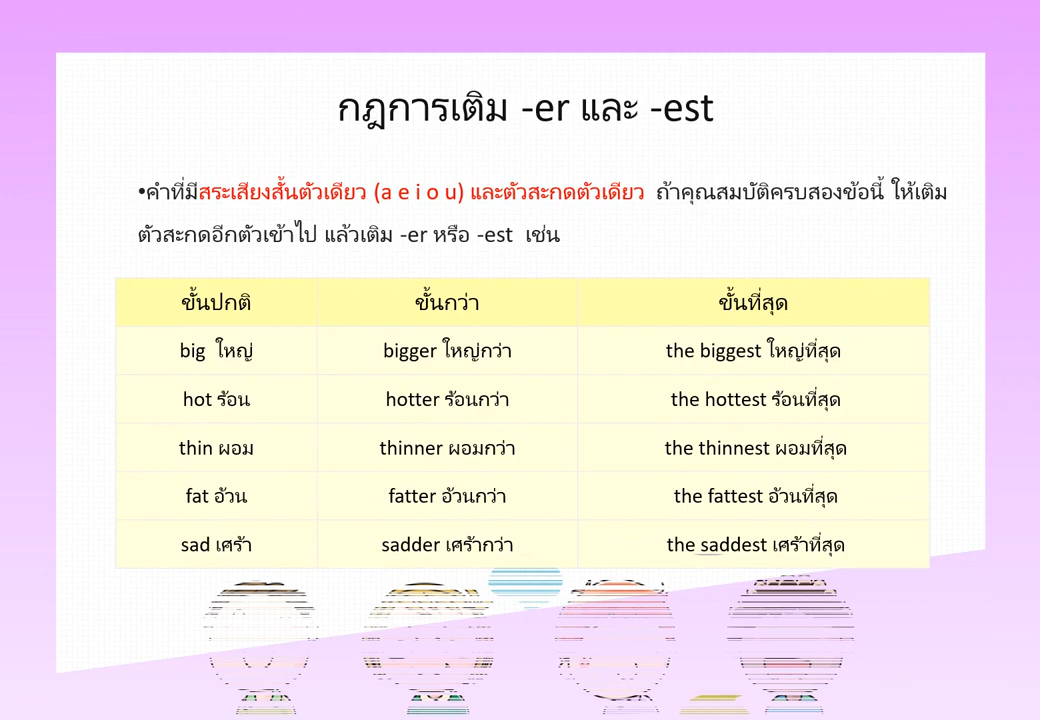 กฎการเติม -er และ -est
•คำที่มีสระเสียงสั้นตัวเดียว (a e i o u) และตัวสะกดตัวเดียว ถ้าคุณสมบัติครบสองข้อนี้ ให้เติม
ตัวสะกดอีกตัวเข้าไป แล้วเติม -er หรือ -est เช่น
ขั้นปกติ ขั้นกว่า ขั้นที่สุด
big ใหญ่ bigger ใหญ่กว่า the biggest ใหญ่ที่สุด
hot ร้อน hotter ร้อนกว่า the hottest ร้อนที่สุด
thin ผอม thinner ผอมกว่า the thinnest ผอมที่สุด
fat อ้วน fatter อ้วนกว่า the fattest อ้วนที่สุด
sad เศร้า sadder เศร้ากว่า the saddest เศร้าที่สุด